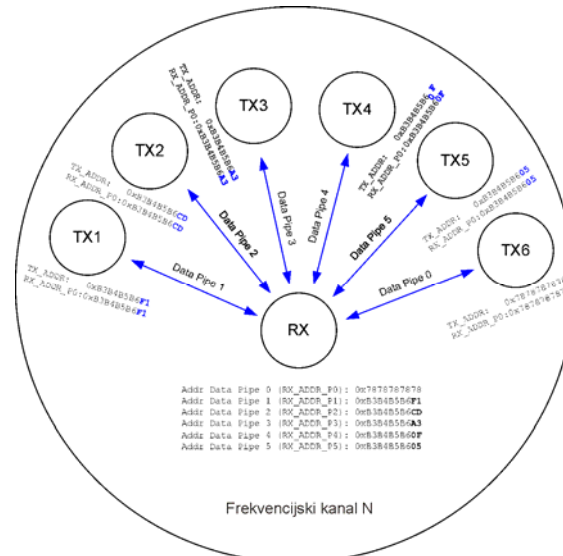 TX3
TX_ADDR: 0xB3B4B5B6A3
RX_ADDR_P0:0xB3B4B5B6A3
TX4
TX_ADDR: 0xB3B4B5B60F
RX_ADDR_P0:0xB3B4B5B60F
TX2
TX_ADDR: 0xB3B4B5B6CD
RX_ADDR_P0:0xB3B4B5B6CD
TX5
TX_ADDR: 0xB3B4B5B605
RX_ADDR_P0:0xB3B4B5B605
TX1
TX_ADDR: 0xB3B4B5B6F1
RX_ADDR_P0:0xB3B4B5B6F1
TX6
TX_ADDR:
Data Pipe 1
Data Pipe 2
Data Pipe 3
Data Pipe 4
Data Pipe 5
Data Pipe 0
RX
Addr Data Pipe 0 (RX_ADDR_P0): 0x7878787878
Addr Data Pipe 1 (RX_ADDR_P1): 0xB3B4B5B6F1
Addr Data Pipe 2 (RX_ADDR_P2): 0xB3B4B5B6CD
Addr Data Pipe 3 (RX_ADDR_P3): 0xB3B4B5B6A3
Addr Data Pipe 4 (RX_ADDR_P4): 0xB3B4B5B60F
Addr Data Pipe 5 (RX_ADDR_P5): 0xB3B4B5B605
Frekvencijski kanal N